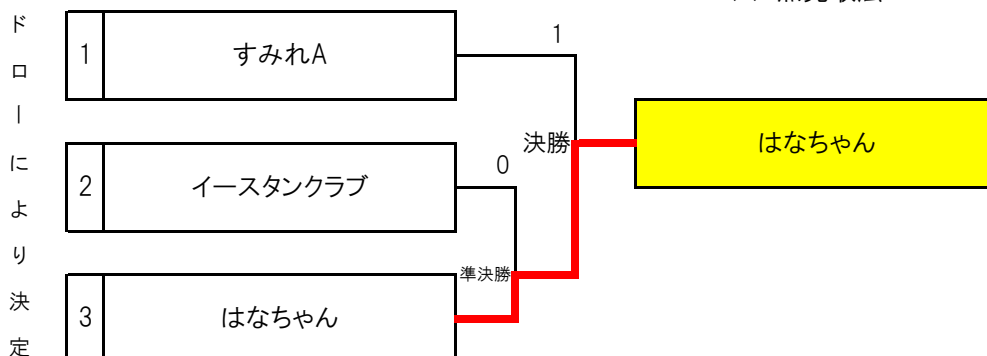 ドローにより決定
1 すみれA
1
決勝
はなちゃん
2 イースタンクラブ
0
準決勝
3 はなちゃん